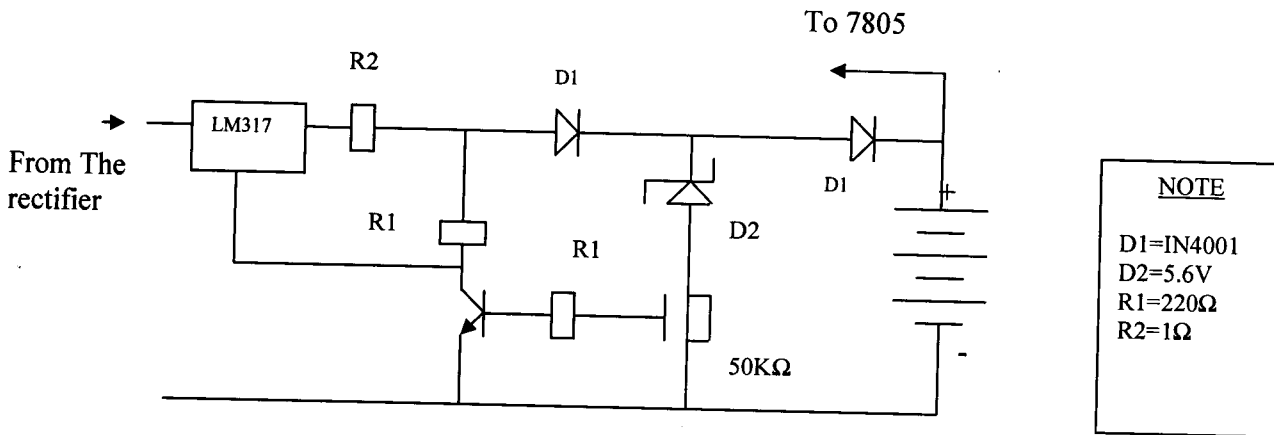 To 7805
R2
D1
LM317
From The
rectifier
D1
R1
R1
D2
+
-
50KΩ
NOTE
D1=IN4001
D2=5.6V
R1=220Ω
R2=1Ω